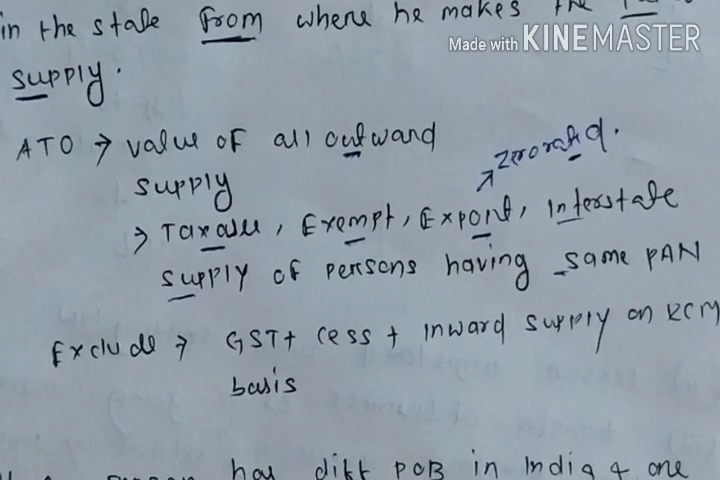 in the state From where he makes the
Made with KINEMASTER
supply.
ATO → value of all outward
zerorated.
supply
→ Taxable, Exempt, Export, Interstate
supply of persons having same PAN
Exclude → GST + cess + inward supply on RCM
basis
has diff POB in India & one